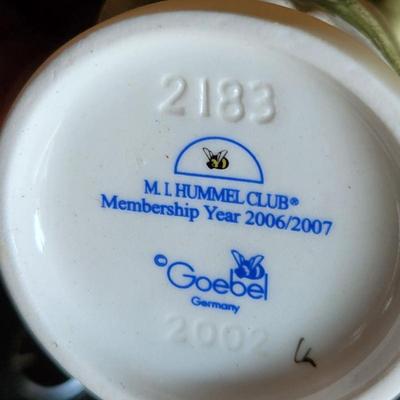 2183
M. I. HUMMEL CLUB®
Membership Year 2006/2007
© Goebel
Germany
2002